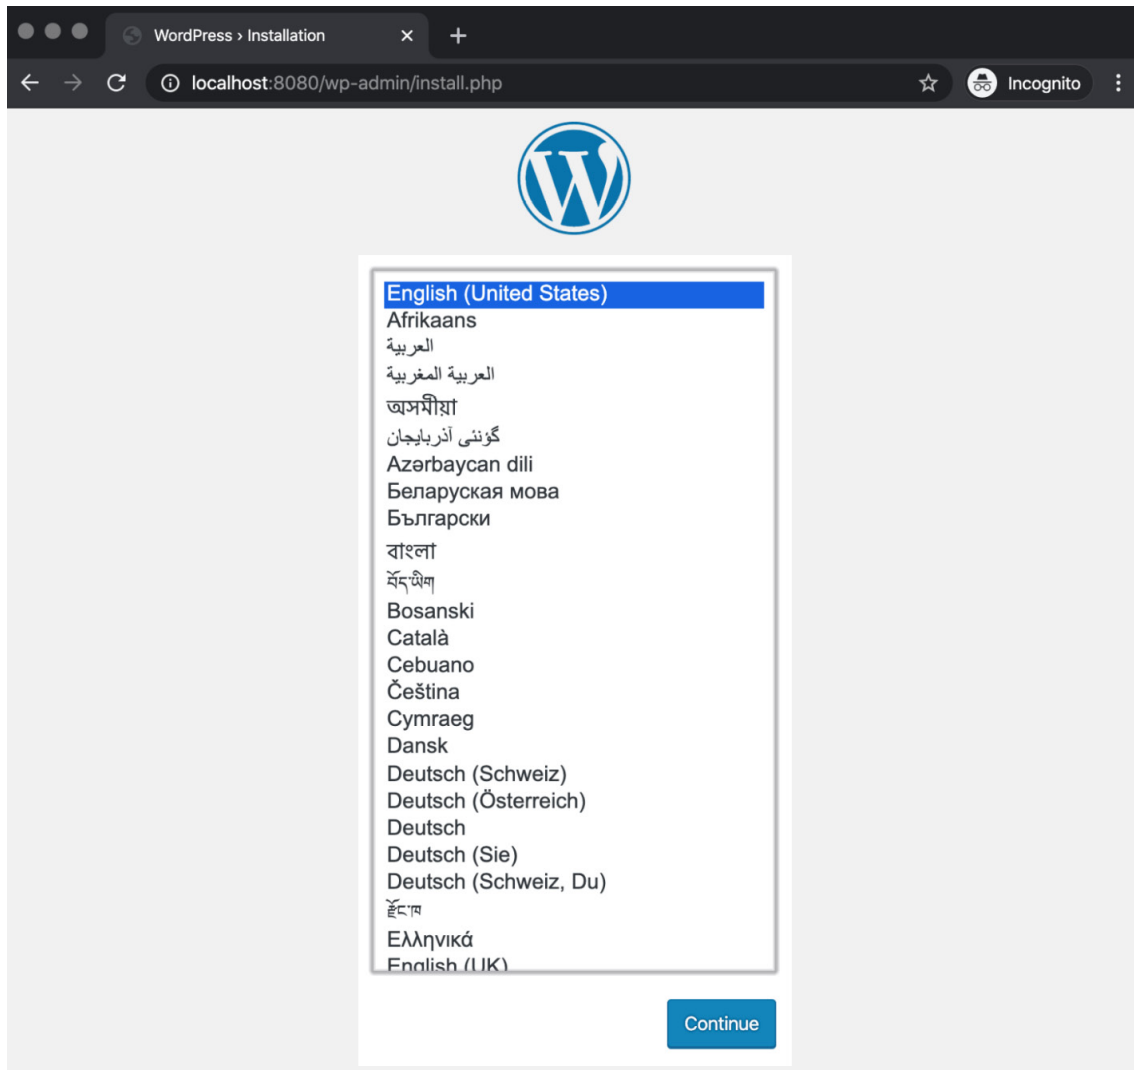 WordPress › Installation
localhost:8080/wp-admin/install.php
Incognito
English (United States)
Afrikaans
العربية
العربية المغربية
অসমীয়া
گؤنئی آذربایجان
Azərbaycan dili
Беларуская мова
Български
বাংলা
བོད་ཡིག
Bosanski
Català
Cebuano
Čeština
Cymraeg
Dansk
Deutsch (Schweiz)
Deutsch (Österreich)
Deutsch
Deutsch (Sie)
Deutsch (Schweiz, Du)
རྫོང་ཁ
Ελληνικά
English (UK)
Continue